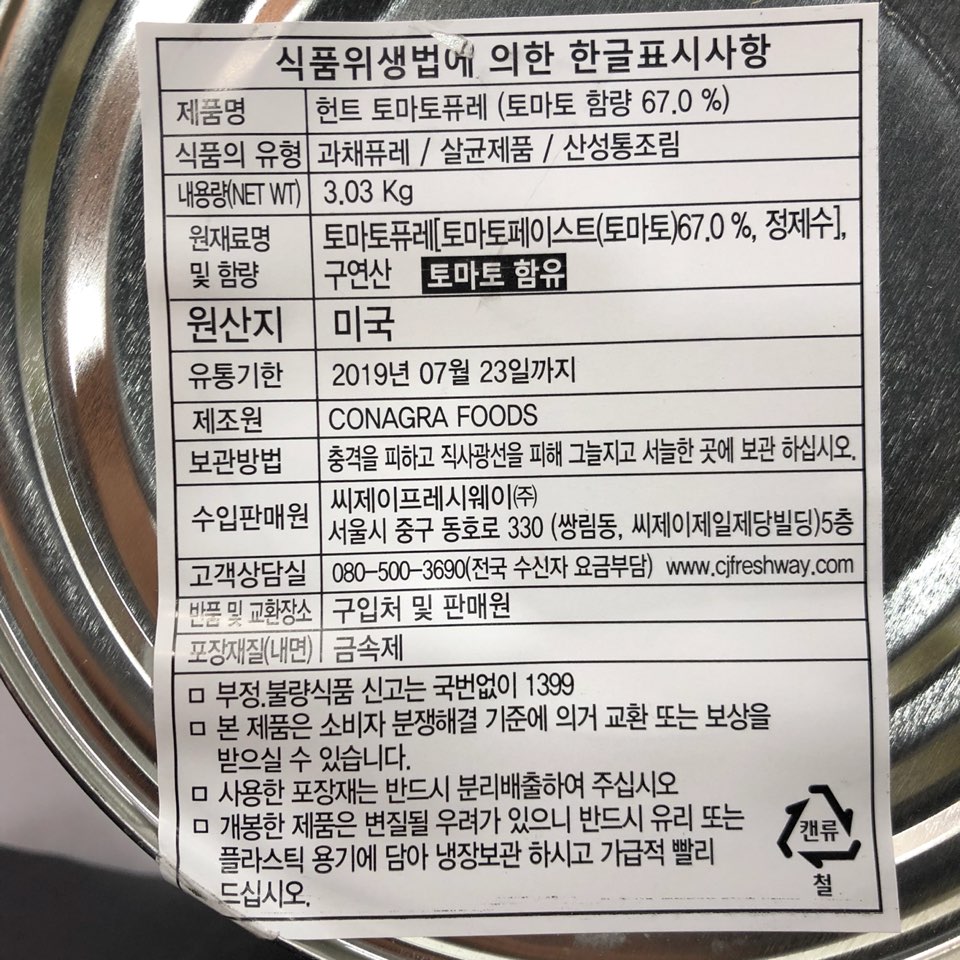 식품위생법에 의한 한글표시사항
제품명 헌트 토마토퓨레 (토마토 함량 67.0 %)
식품의 유형 과채퓨레 / 살균제품 / 산성통조림
내용량(NET WT) 3.03 Kg
원재료명 및 함량 토마토퓨레[토마토페이스트(토마토)67.0 %, 정제수],
구연산 토마토 함유
원산지 미국
유통기한 2019년 07월 23일까지
제조원 CONAGRA FOODS
보관방법 충격을 피하고 직사광선을 피해 그늘지고 서늘한 곳에 보관 하십시오.
수입판매원 씨제이프레시웨이㈜
서울시 중구 동호로 330 (쌍림동, 씨제이제일제당빌딩)5층
고객상담실 080-500-3690(전국 수신자 요금부담) www.cjfreshway.com
반품 및 교환장소 구입처 및 판매원
포장재질(내면) 금속제
□ 부정.불량식품 신고는 국번없이 1399
□ 본 제품은 소비자 분쟁해결 기준에 의거 교환 또는 보상을
받으실 수 있습니다.
□ 사용한 포장재는 반드시 분리배출하여 주십시오
□ 개봉한 제품은 변질될 우려가 있으니 반드시 유리 또는
플라스틱 용기에 담아 냉장보관 하시고 가급적 빨리
드십시오.
캔류
철